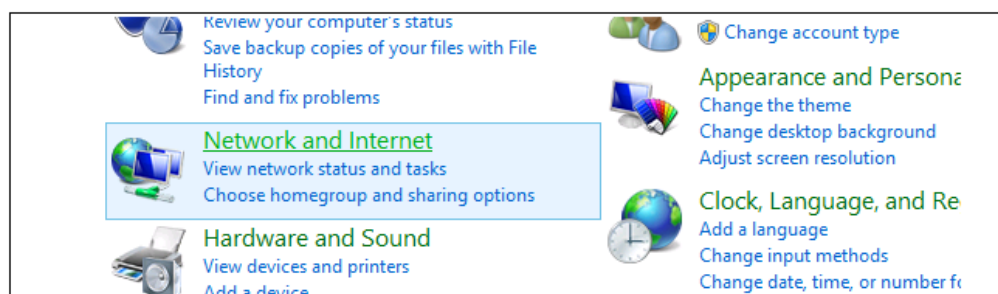 Review your computer's status
Save backup copies of your files with File
History
Find and fix problems
Network and Internet
View network status and tasks
Choose homegroup and sharing options
Hardware and Sound
View devices and printers
Add a device
Change account type
Appearance and Persona
Change the theme
Change desktop background
Adjust screen resolution
Clock, Language, and Re
Add a language
Change input methods
Change date, time, or number fo